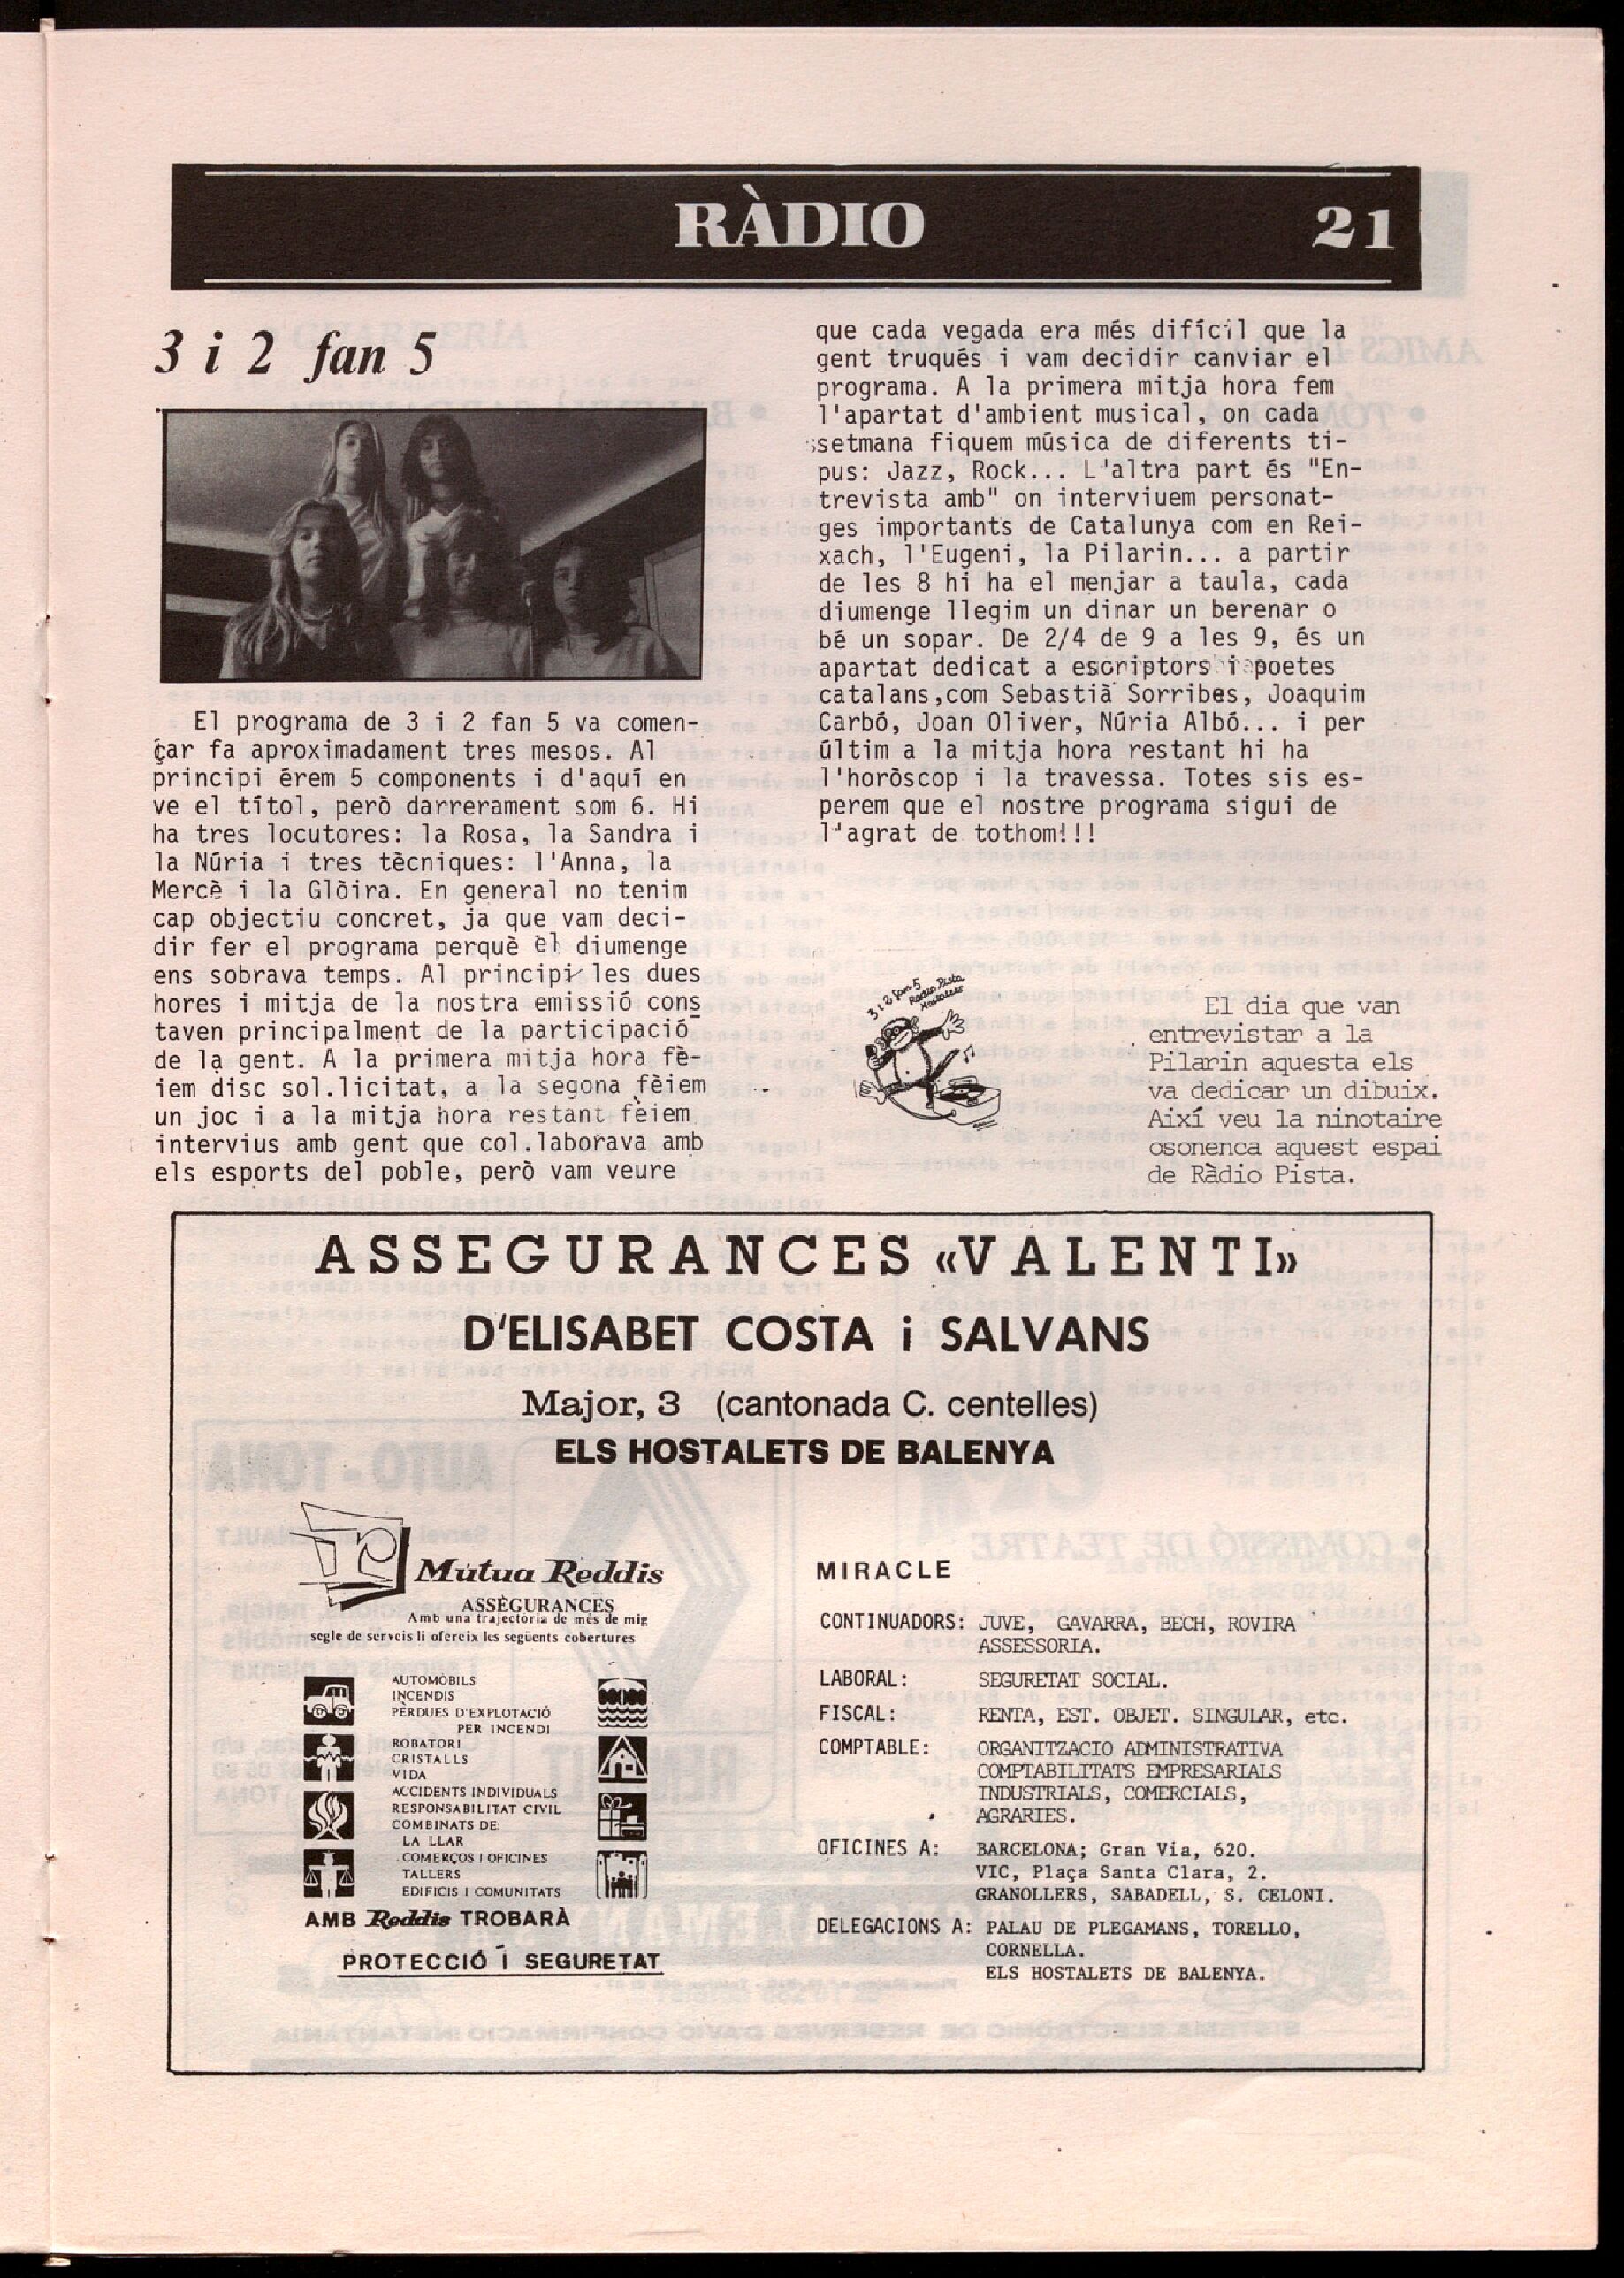 RÀDIO
21
3 i 2 fan 5
El programa de 3 i 2 fan 5 va comen-
çar fa aproximadament tres mesos. Al
principi érem 5 components i d'aquí en
ve el títol, però darrerament som 6. Hi
ha tres locutores: la Rosa, la Sandra i
la Núria i tres tècniques: l'Anna, la
Mercè i la Glòira. En general no tenim
cap objectiu concret, ja que vam deci-
dir fer el programa perquè el diumenge
ens sobrava temps. Al principi les dues
hores i mitja de la nostra emissió cons
taven principalment de la participació
de la gent. A la primera mitja hora fè-
iem disc sol.licitat, a la segona fèiem
un joc i a la mitja hora restant fèiem
intervius amb gent que col.laborava amb
els esports del poble, però vam veure
que cada vegada era més difícil que la
gent truqués i vam decidir canviar el
programa. A la primera mitja hora fem
l'apartat d'ambient musical, on cada
setmana fiquem música de diferents ti-
pus: Jazz, Rock... L'altra part és "En-
trevista amb" on interviuem personat-
ges importants de Catalunya com en Rei-
xach, l'Eugeni, la Pilarin... a partir
de les 8 hi ha el menjar a taula, cada
diumenge llegim un dinar un berenar o
bé un sopar. De 2/4 de 9 a les 9, és un
apartat dedicat a escriptors i poetes
catalans,com Sebastià Sorribes, Joaquim
Carbó, Joan Oliver, Núria Albó... i per
últim a la mitja hora restant hi ha
l'horòscop i la travessa. Totes sis es-
perem que el nostre programa sigui de
l'agrat de tothom!!!
3 i 2 fan 5
Ràdio Pista
Hostalets
El dia que van
entrevistar a la
Pilarin aquesta els
va dedicar un dibuix.
Així veu la ninotaire
osonenca aquest espai
de Ràdio Pista.
ASSEGURANCES «VALENTI»
D'ELISABET COSTA i SALVANS
Major, 3 (cantonada C. centelles)
ELS HOSTALETS DE BALENYA
Mútua Reddis
ASSEGURANCES
Amb una trajectòria de més de mig
segle de serveis li ofereix les següents cobertures
AUTOMÒBILS
INCENDIS
PÈRDUES D'EXPLOTACIÓ
PER INCENDI
ROBATORI
CRISTALLS
VIDA
ACCIDENTS INDIVIDUALS
RESPONSABILITAT CIVIL
COMBINATS DE:
LA LLAR
COMERÇOS I OFICINES
TALLERS
EDIFICIS I COMUNITATS
AMB Reddis TROBARÀ
PROTECCIÓ I SEGURETAT
MIRACLE
CONTINUADORS: JUVE, GAVARRA, BECH, ROVIRA
ASSESSORIA.
LABORAL: SEGURETAT SOCIAL.
FISCAL: RENTA, EST. OBJET. SINGULAR, etc.
COMPTABLE: ORGANITZACIO ADMINISTRATIVA
COMPTABILITATS EMPRESARIALS
INDUSTRIALS, COMERCIALS,
AGRARIES.
OFICINES A: BARCELONA; Gran Via, 620.
VIC, Plaça Santa Clara, 2.
GRANOLLERS, SABADELL, S. CELONI.
DELEGACIONS A: PALAU DE PLEGAMANS, TORELLO,
CORNELLA.
ELS HOSTALETS DE BALENYA.